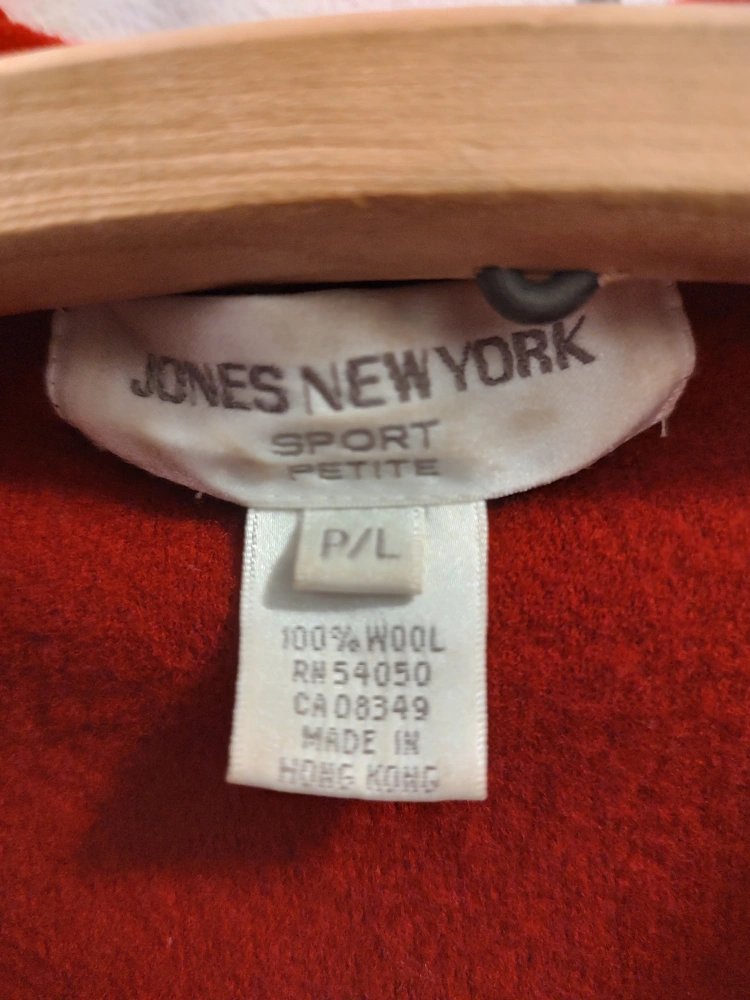 JONES NEW YORK
SPORT
PETITE
P/L
100% WOOL
RN 54050
CA 08349
MADE IN
HONG KONG